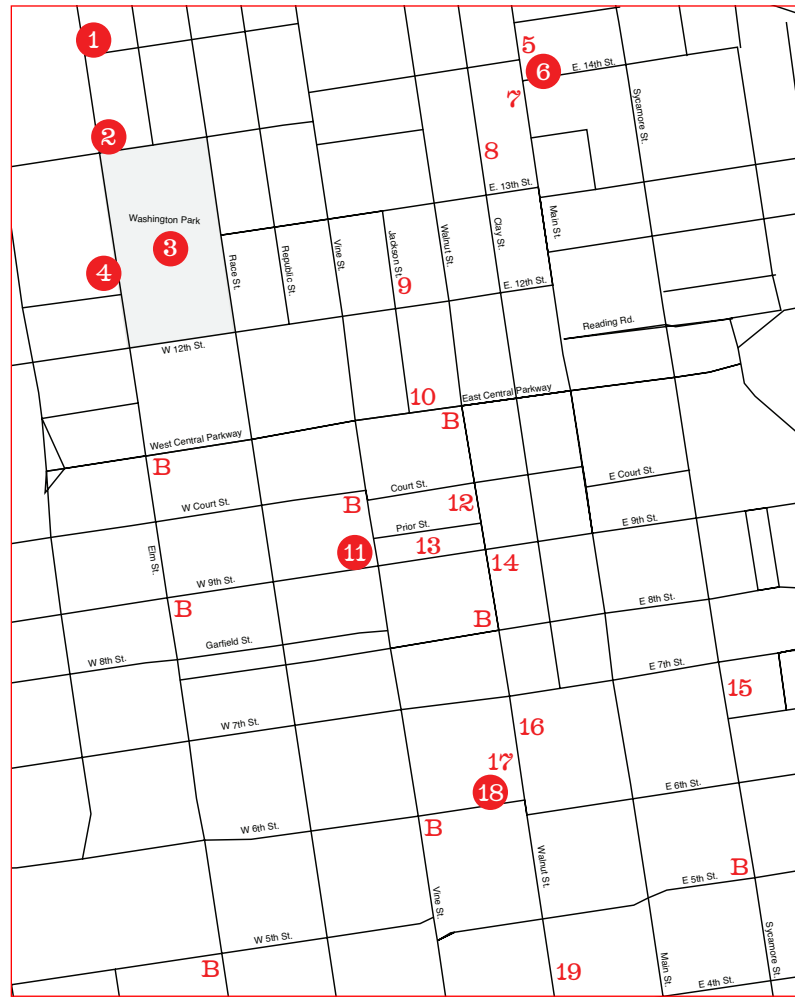 1
5
6
E. 14th St.
7
Sycamore St.
2
8
E. 13th St.
Washington Park
Main St.
Clay St.
Walnut St.
Jackson St.
Vine St.
Republic St.
Race St.
3
4
9
E. 12th St.
Reading Rd.
W 12th St.
10
East Central Parkway
B
West Central Parkway
B
E Court St.
Court St.
W Court St.
B
12
Prior St.
E 9th St.
11
13
14
Elm St.
W 9th St.
B
E 8th St.
B
Garfield St.
W 8th St.
E 7th St.
15
W 7th St.
16
17
18
E 6th St.
W 6th St.
B
Walnut St.
B
E 5th St.
Vine St.
Sycamore St.
W 5th St.
B
19
Main St.
E 4th St.